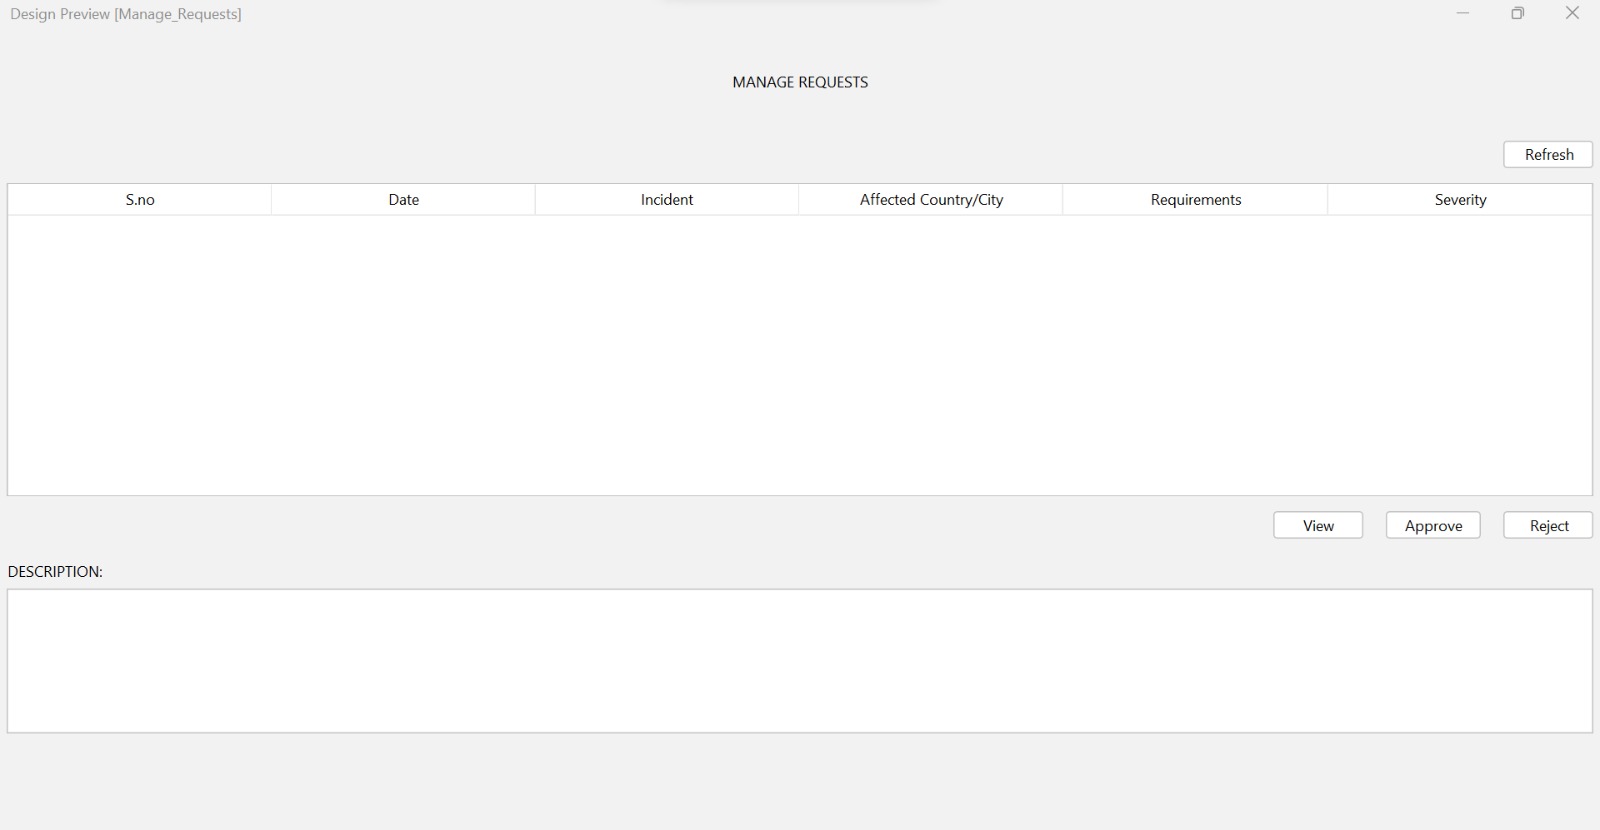 Design Preview [Manage_Requests]
MANAGE REQUESTS
Refresh
S.no Date Incident Affected Country/City Requirements Severity
View Approve Reject
DESCRIPTION: